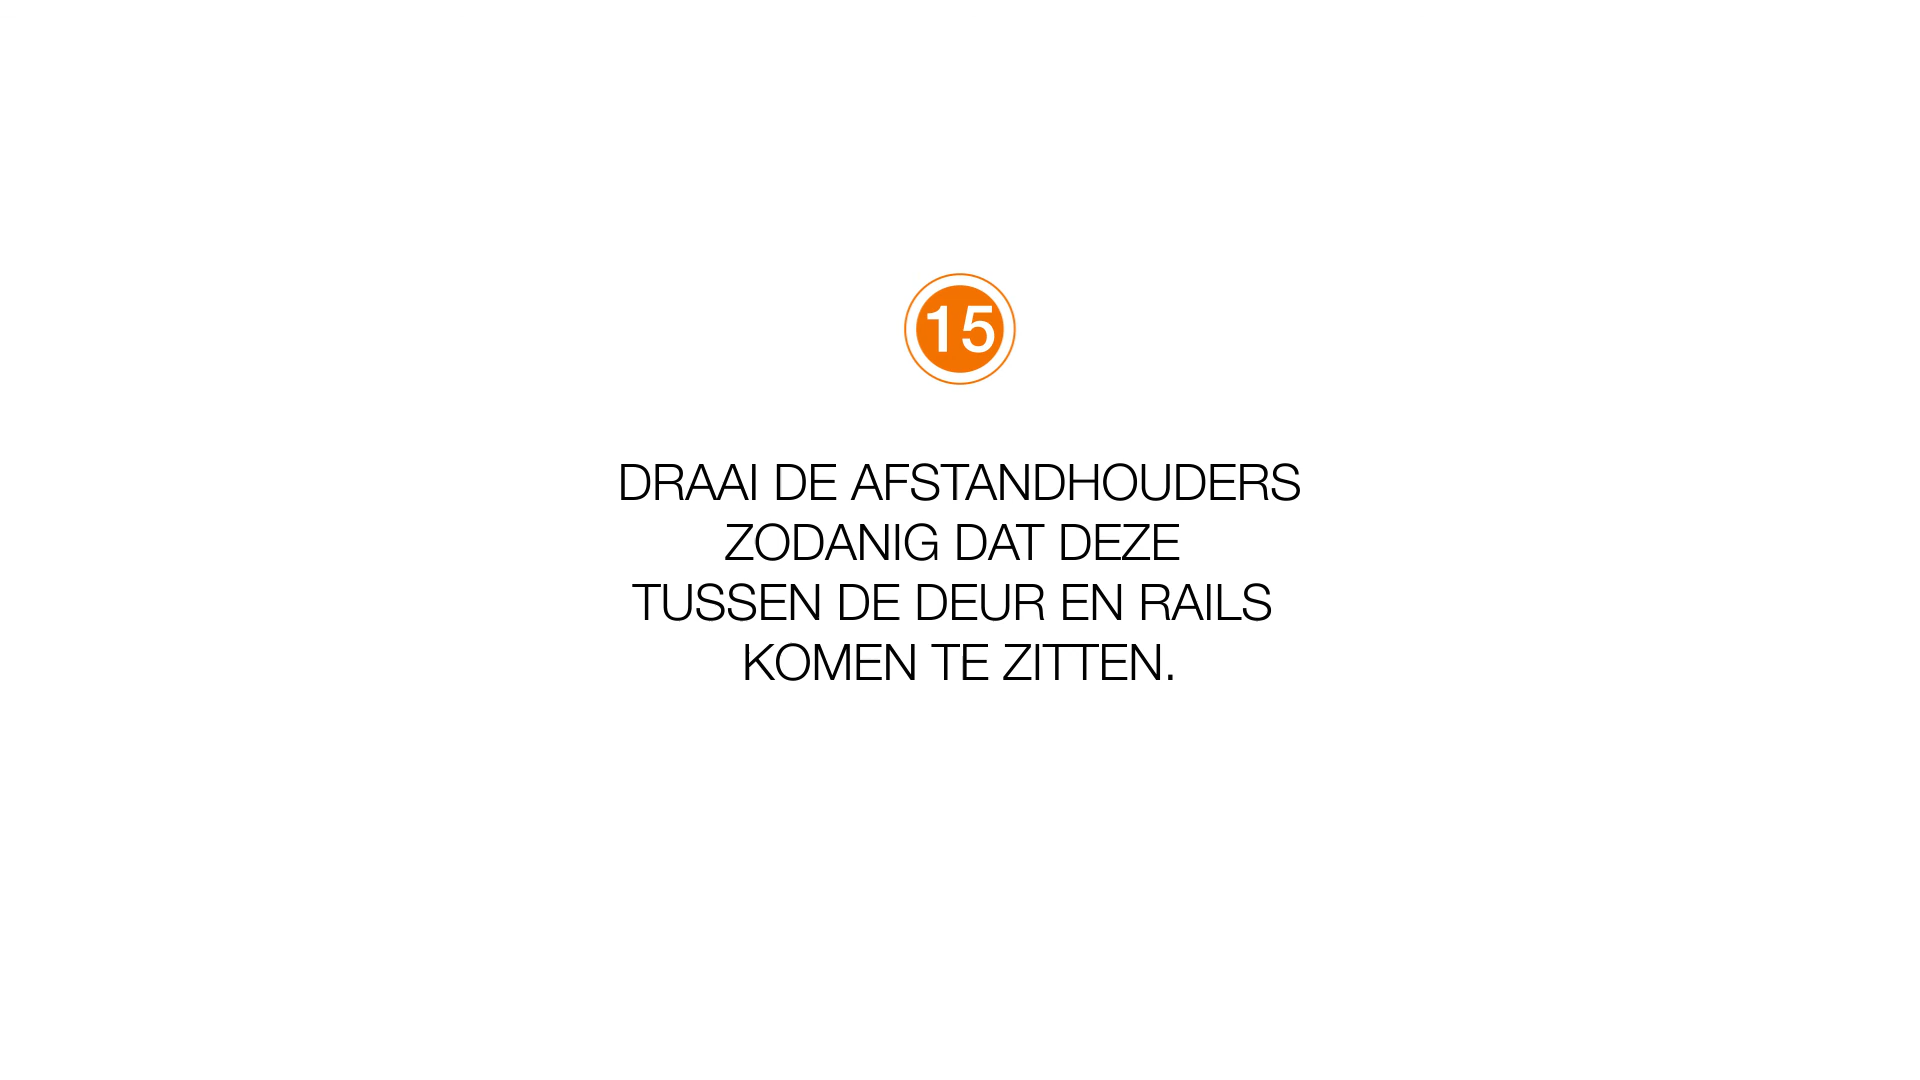 15
DRAAI DE AFSTANDHOUDERS
ZODANIG DAT DEZE
TUSSEN DE DEUR EN RAILS
KOMEN TE ZITTEN.